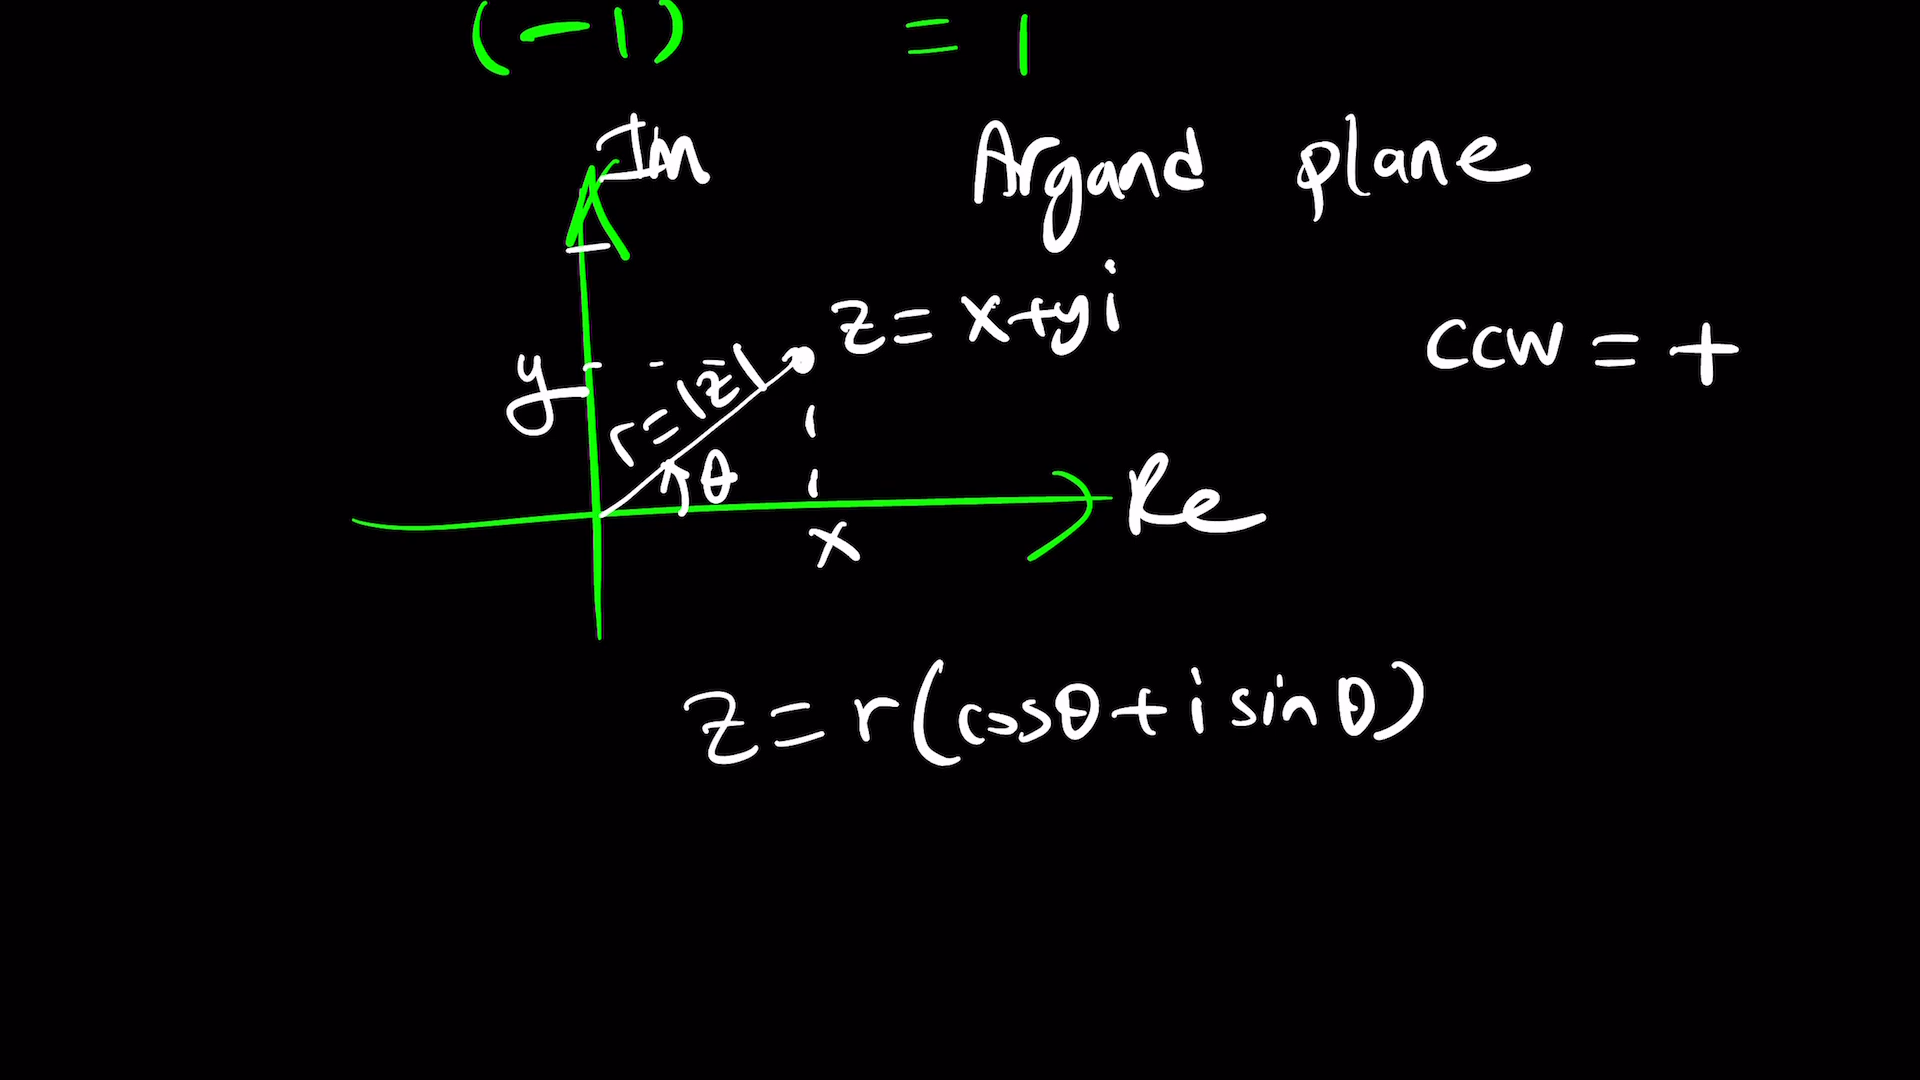 (-1) = 1
Im Argand plane
z = x+yi
ccw = +
y r=|z|
θ Re
x
z = r(cosθ + i sinθ)